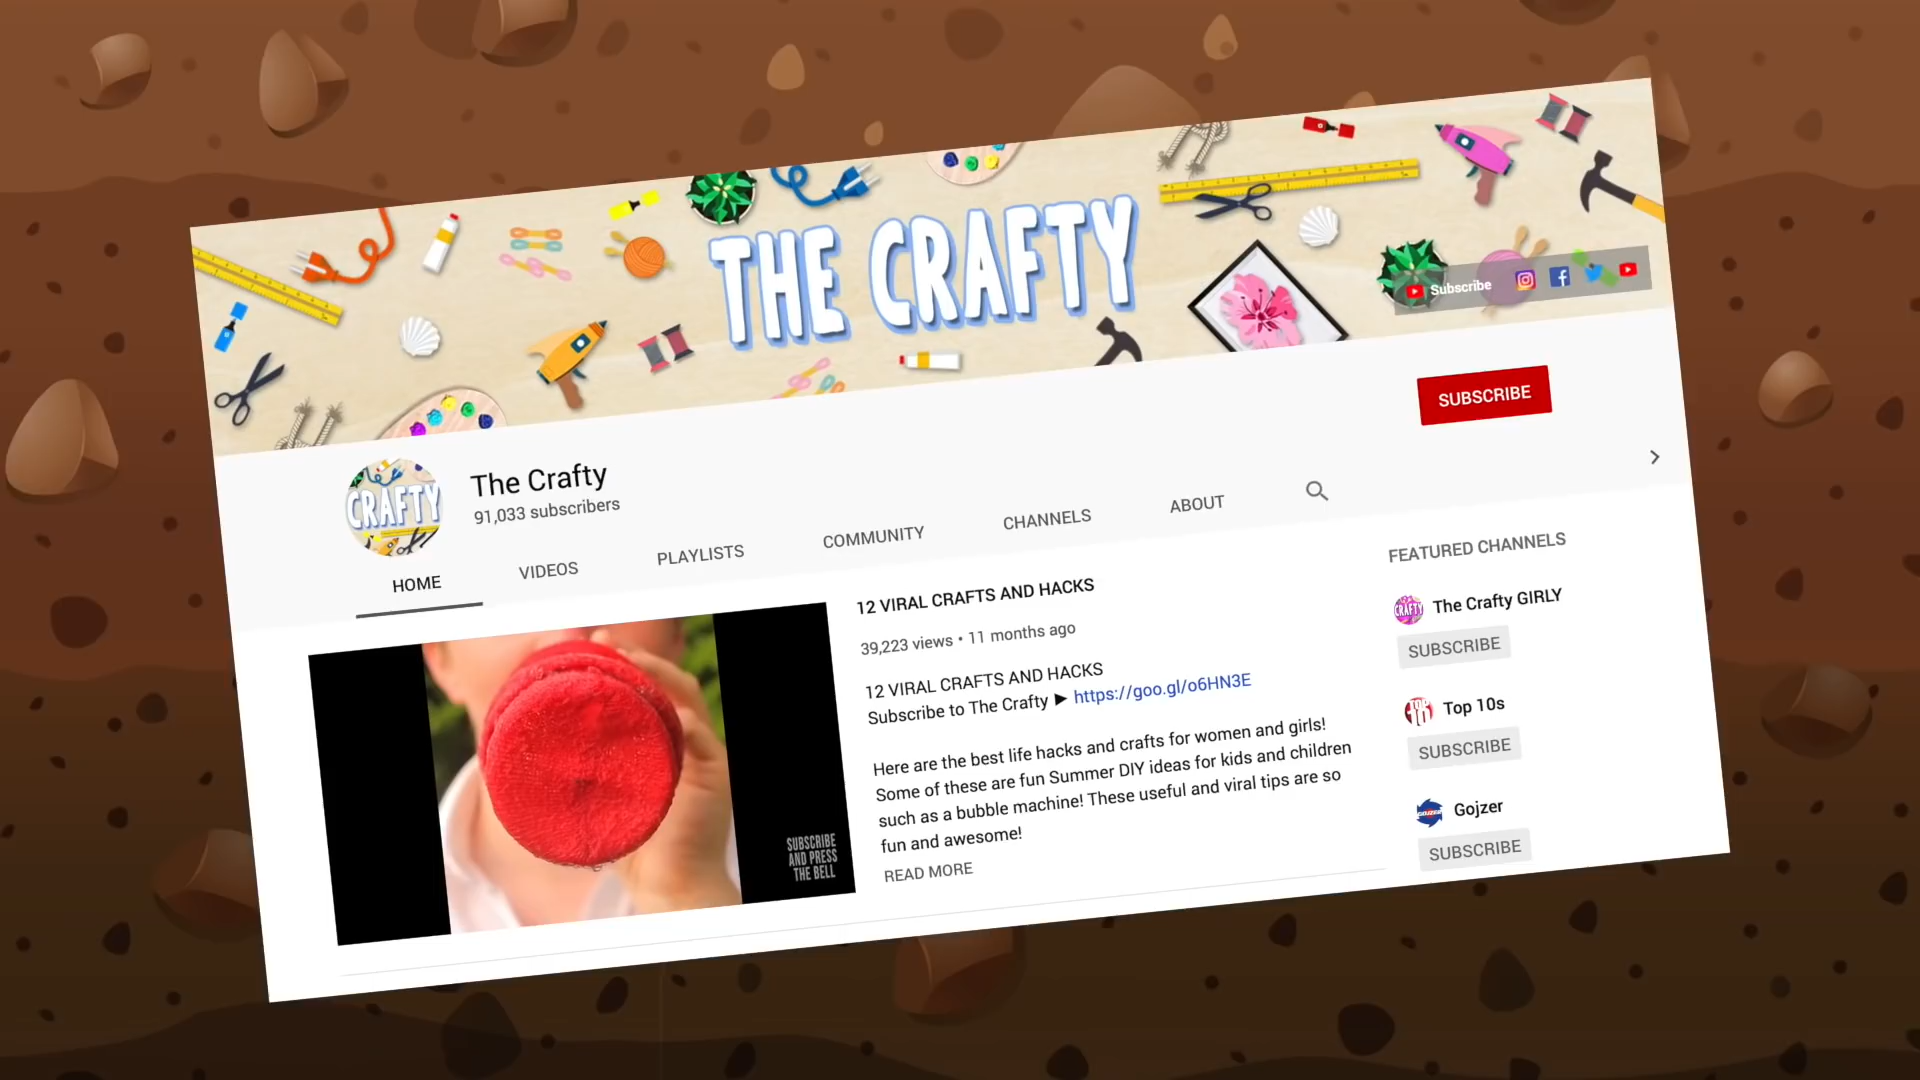 THE CRAFTY
Subscribe
SUBSCRIBE
CRAFTY
The Crafty
91,033 subscribers
HOME
VIDEOS
PLAYLISTS
COMMUNITY
CHANNELS
ABOUT
12 VIRAL CRAFTS AND HACKS
39,223 views • 11 months ago
12 VIRAL CRAFTS AND HACKS
Subscribe to The Crafty ► https://goo.gl/o6HN3E
Here are the best life hacks and crafts for women and girls!
Some of these are fun Summer DIY ideas for kids and children
such as a bubble machine! These useful and viral tips are so
fun and awesome!
READ MORE
SUBSCRIBE
AND PRESS
THE BELL
FEATURED CHANNELS
CRAFTY
The Crafty GIRLY
SUBSCRIBE
TOP
10
Top 10s
SUBSCRIBE
GOJZER
Gojzer
SUBSCRIBE